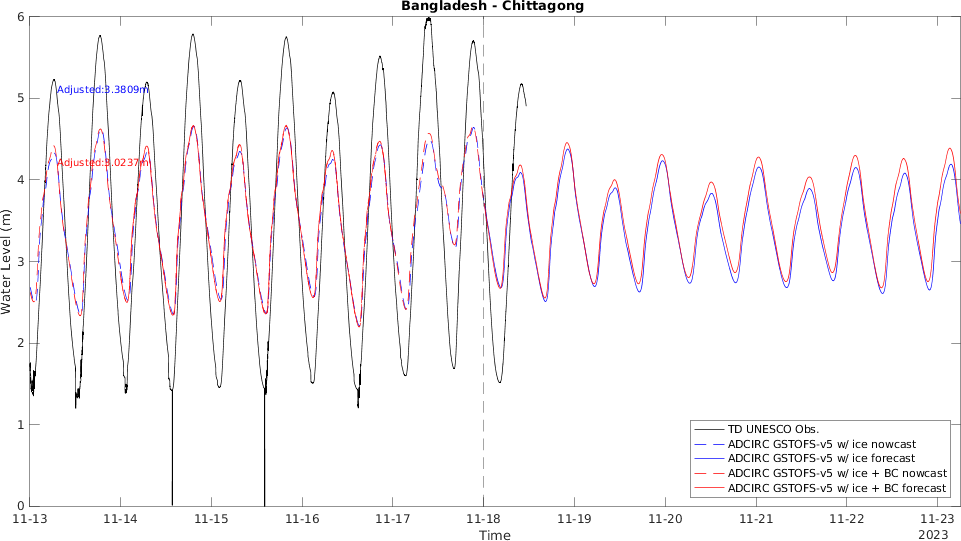 Bangladesh - Chittagong
Water Level (m)
6
5
4
3
2
1
0
Adjusted:3.3809m
Adjusted:3.0237m
TD UNESCO Obs.
ADCIRC GSTOFS-v5 w/ ice nowcast
ADCIRC GSTOFS-v5 w/ ice forecast
ADCIRC GSTOFS-v5 w/ ice + BC nowcast
ADCIRC GSTOFS-v5 w/ ice + BC forecast
11-13 11-14 11-15 11-16 11-17 11-18 11-19 11-20 11-21 11-22 11-23
Time
2023